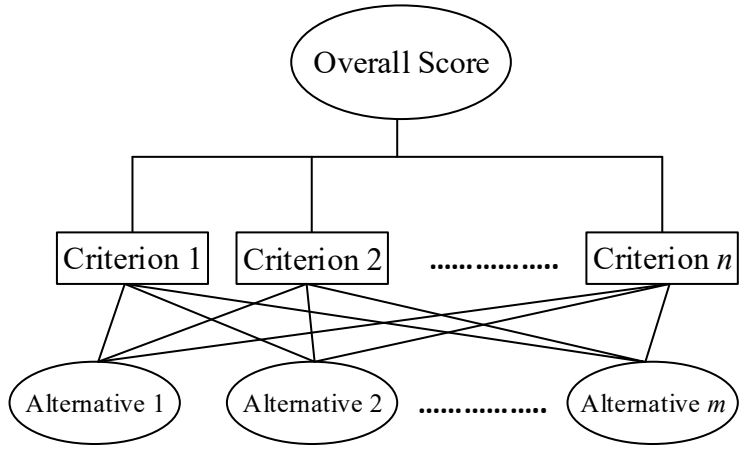 Overall Score
Criterion 1
Criterion 2
..................
Criterion n
Alternative 1
Alternative 2
..................
Alternative m